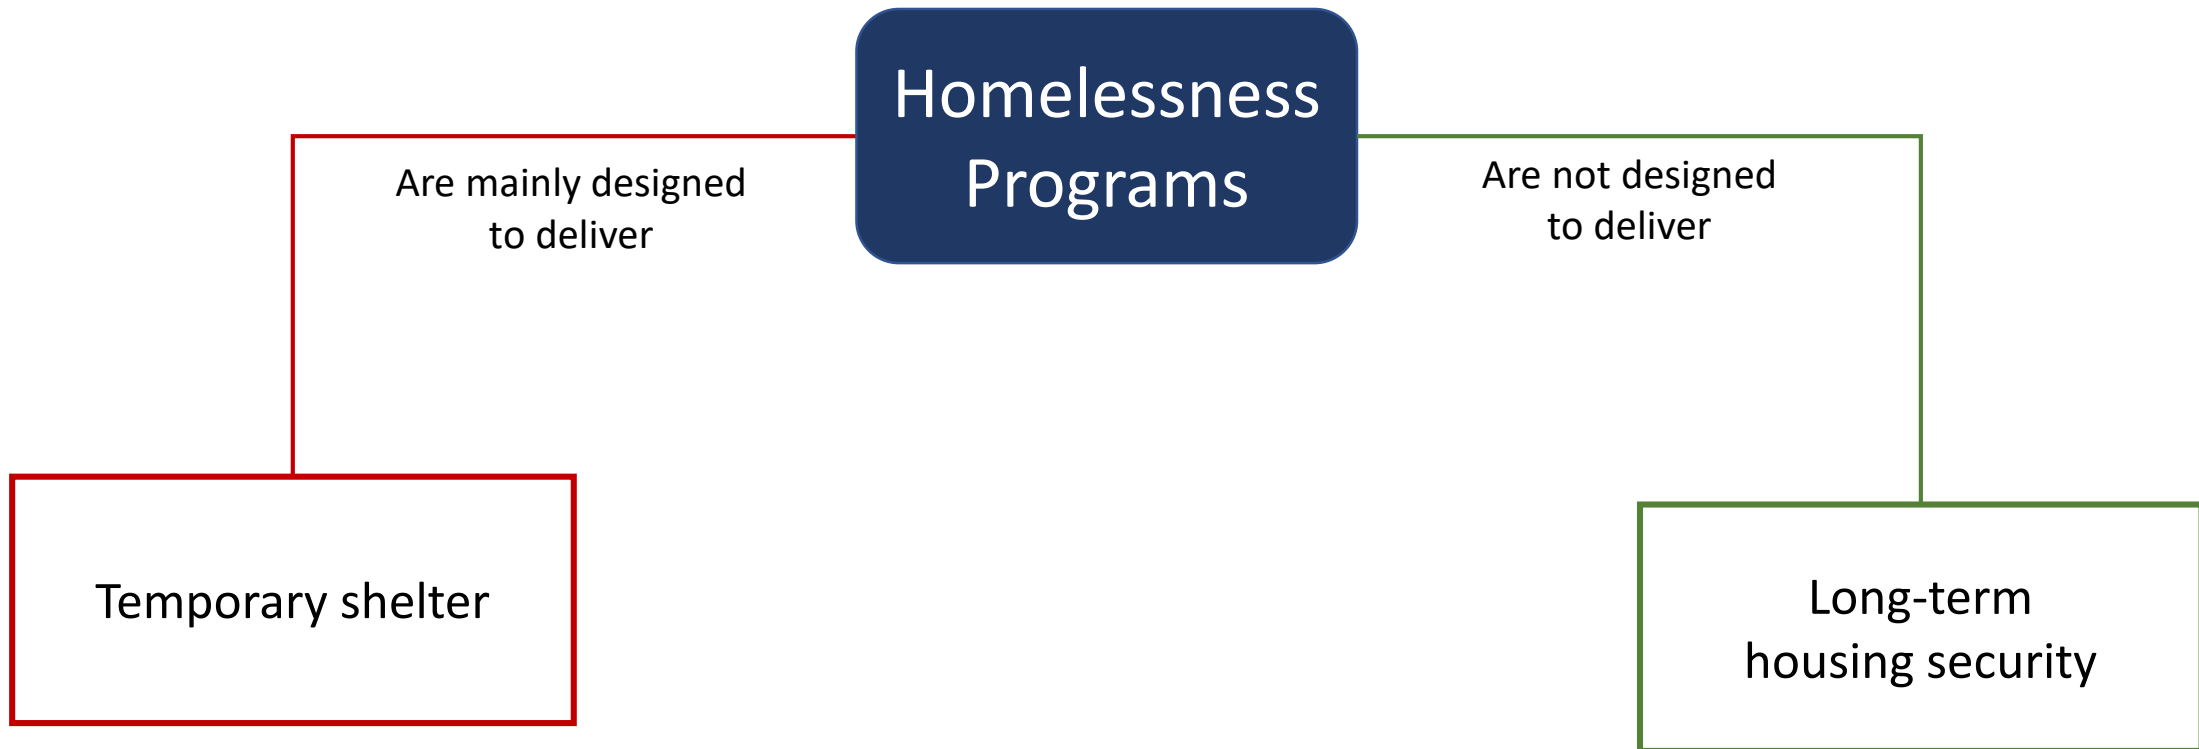 Homelessness
Programs
Are mainly designed
to deliver
Are not designed
to deliver
Temporary shelter
Long-term
housing security